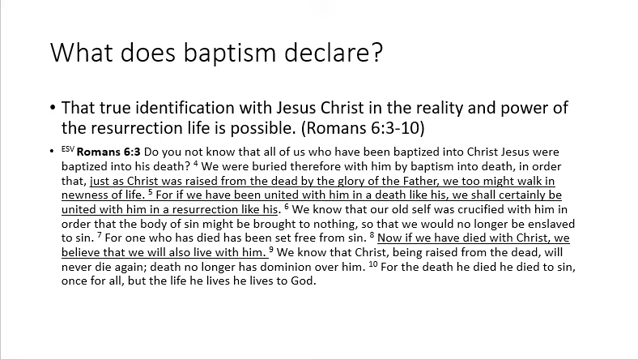 What does baptism declare?
• That true identification with Jesus Christ in the reality and power of
the resurrection life is possible. (Romans 6:3-10)
• ESV Romans 6:3 Do you not know that all of us who have been baptized into Christ Jesus were
baptized into his death? 4 We were buried therefore with him by baptism into death, in order
that, just as Christ was raised from the dead by the glory of the Father, we too might walk in
newness of life. 5 For if we have been united with him in a death like his, we shall certainly be
united with him in a resurrection like his. 6 We know that our old self was crucified with him in
order that the body of sin might be brought to nothing, so that we would no longer be enslaved
to sin. 7 For one who has died has been set free from sin. 8 Now if we have died with Christ, we
believe that we will also live with him. 9 We know that Christ, being raised from the dead, will
never die again; death no longer has dominion over him. 10 For the death he died he died to sin,
once for all, but the life he lives he lives to God.